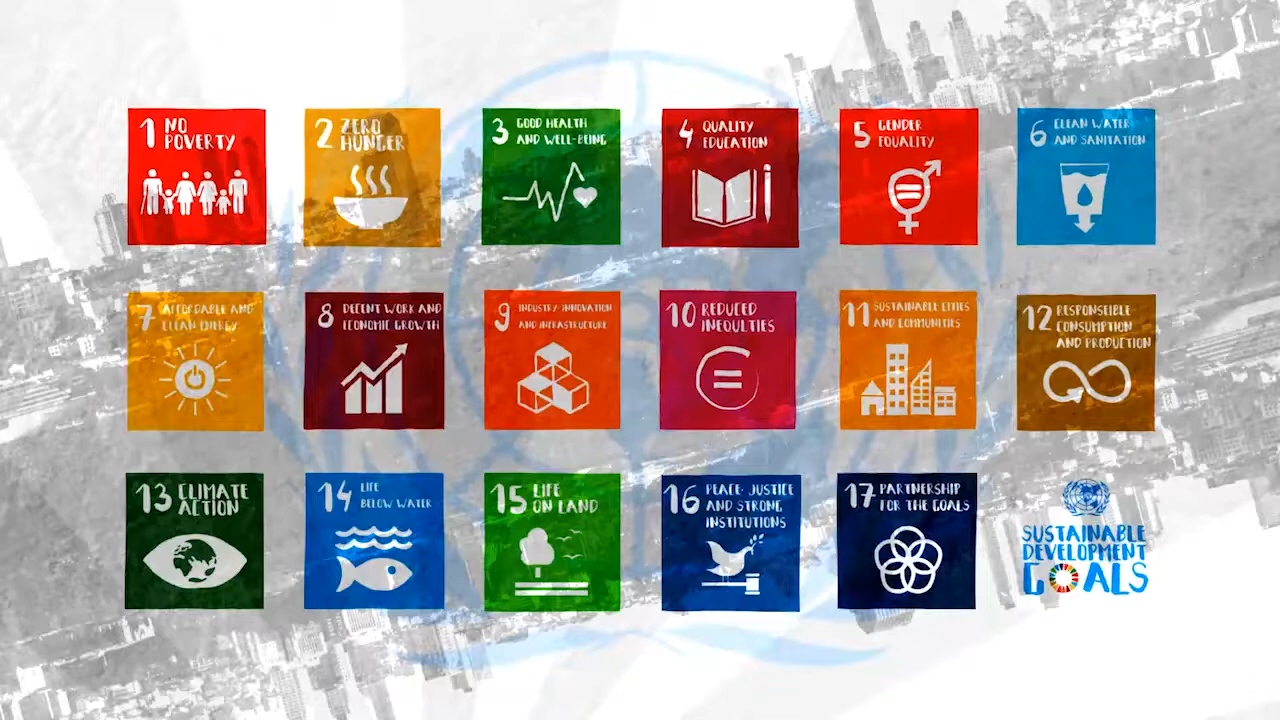 1 NO
POVERTY
2 ZERO
HUNGER
3 GOOD HEALTH
AND WELL-BEING
4 QUALITY
EDUCATION
5 GENDER
EQUALITY
6 CLEAN WATER
AND SANITATION
7 AFFORDABLE AND
CLEAN ENERGY
8 DECENT WORK AND
ECONOMIC GROWTH
9 INDUSTRY, INNOVATION
AND INFRASTRUCTURE
10 REDUCED
INEQULTIES
11 SUSTAINABLE CITIES
AND COMMUNITIES
12 RESPONSIBLE
CONSUMPTION
AND PRODUCTION
13 CLIMATE
ACTION
14 LIFE
BELOW WATER
15 LIFE
ON LAND
16 PEACE, JUSTICE
AND STRONG
INSTITUTIONS
17 PARTNERSHIP
FOR THE GOALS
SUSTAINABLE
DEVELOPMENT
GOALS